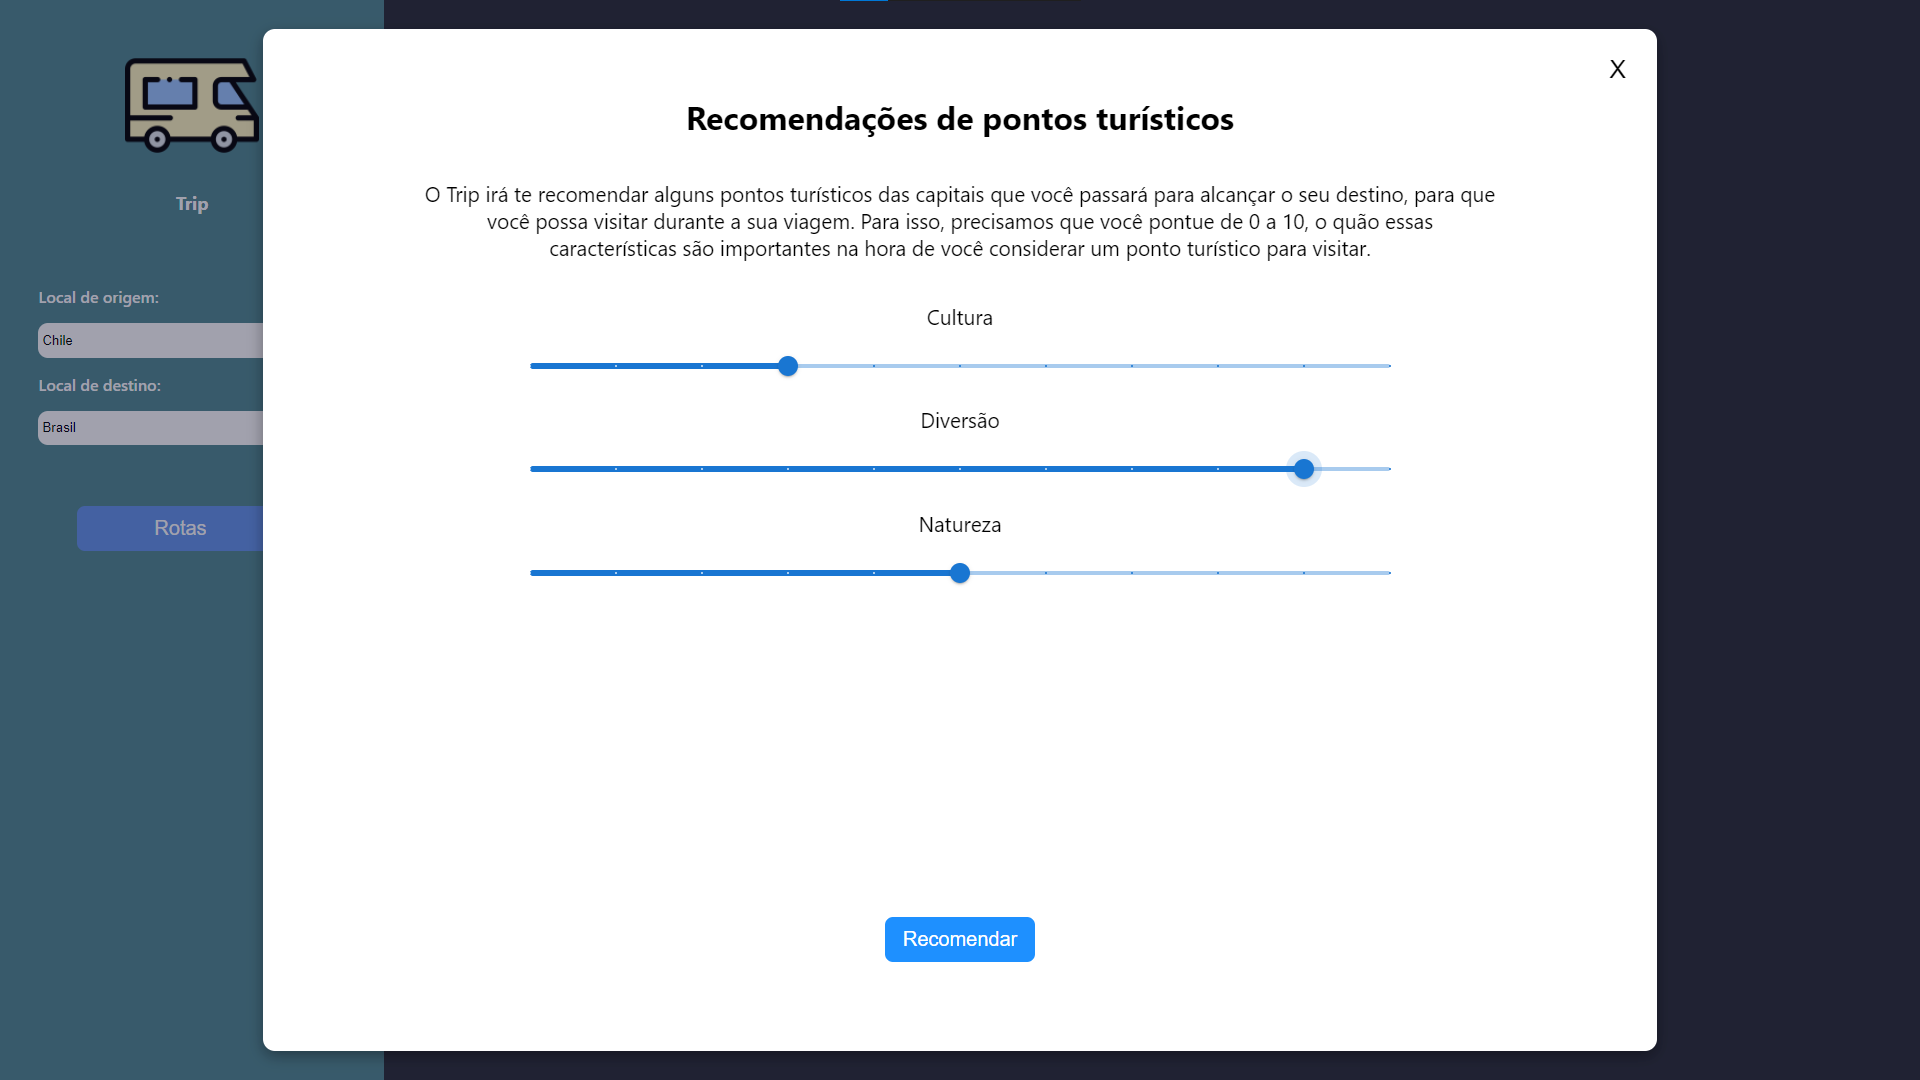 Trip
Local de origem:
Chile
Local de destino:
Brasil
Rotas
X
Recomendações de pontos turísticos
O Trip irá te recomendar alguns pontos turísticos das capitais que você passará para alcançar o seu destino, para que
você possa visitar durante a sua viagem. Para isso, precisamos que você pontue de 0 a 10, o quão essas
características são importantes na hora de você considerar um ponto turístico para visitar.
Cultura
Diversão
Natureza
Recomendar